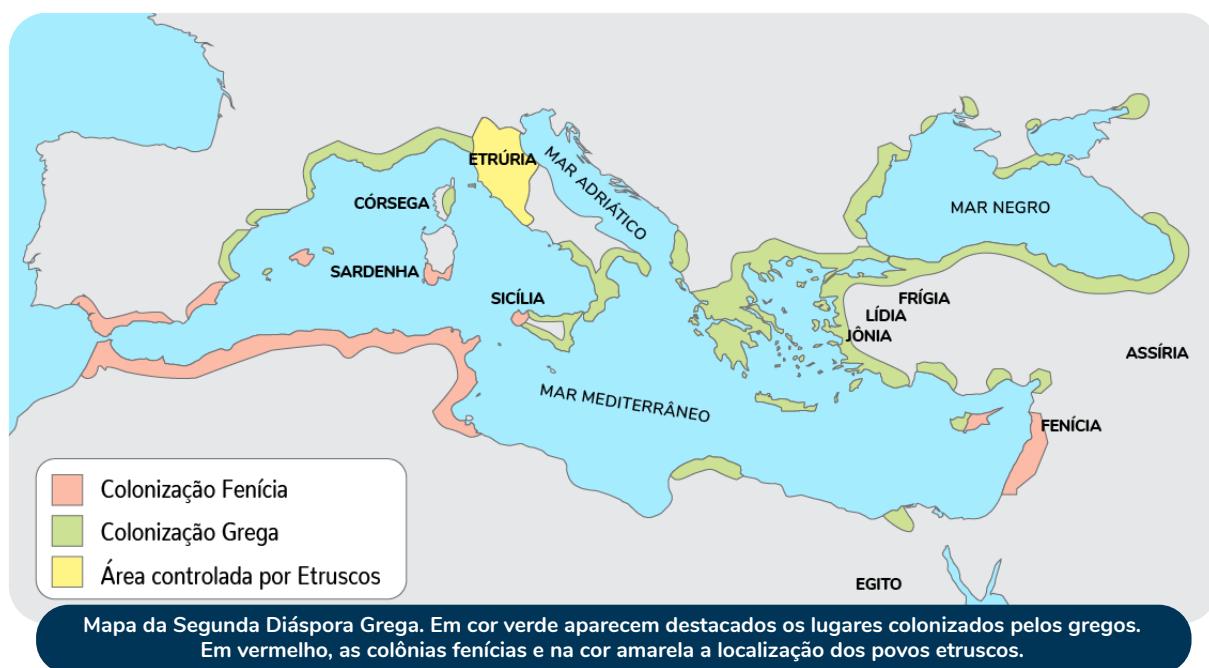 ETRÚRIA
MAR ADRIÁTICO
CÓRSEGA
MAR NEGRO
SARDENHA
SICÍLIA
FRÍGIA
LÍDIA
JÔNIA
ASSÍRIA
MAR MEDITERRÂNEO
FENÍCIA
Colonização Fenícia
Colonização Grega
Área controlada por Etruscos
EGITO
Mapa da Segunda Diáspora Grega. Em cor verde aparecem destacados os lugares colonizados pelos gregos.
Em vermelho, as colônias fenícias e na cor amarela a localização dos povos etruscos.